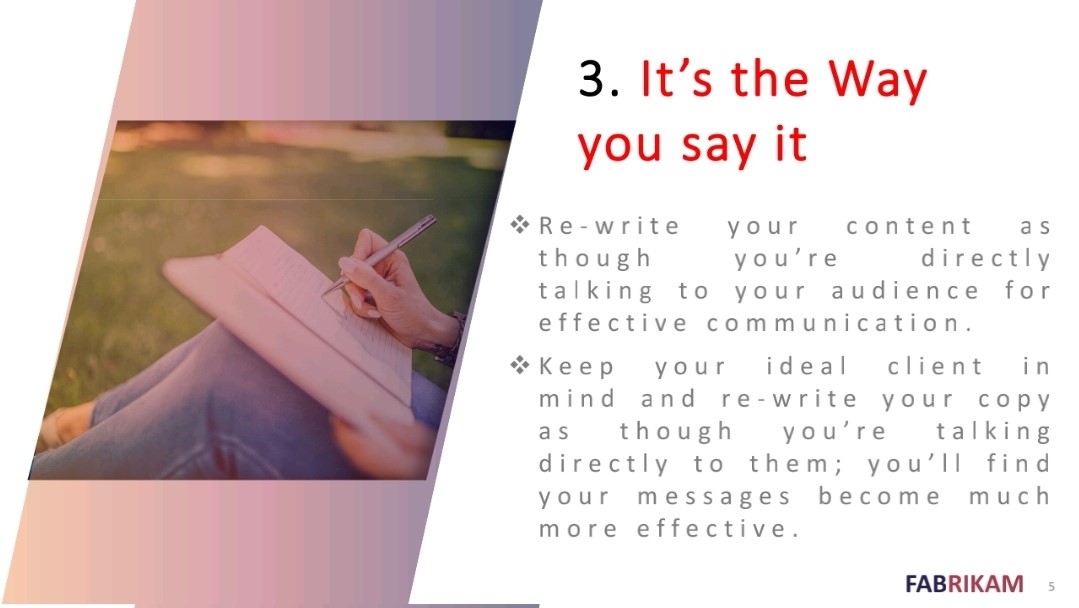 3. It’s the Way
you say it
❖ Re-write your content as
though you’re directly
talking to your audience for
effective communication.
❖ Keep your ideal client in
mind and re-write your copy
as though you’re talking
directly to them; you’ll find
your messages become much
more effective.
FABRIKAM 5